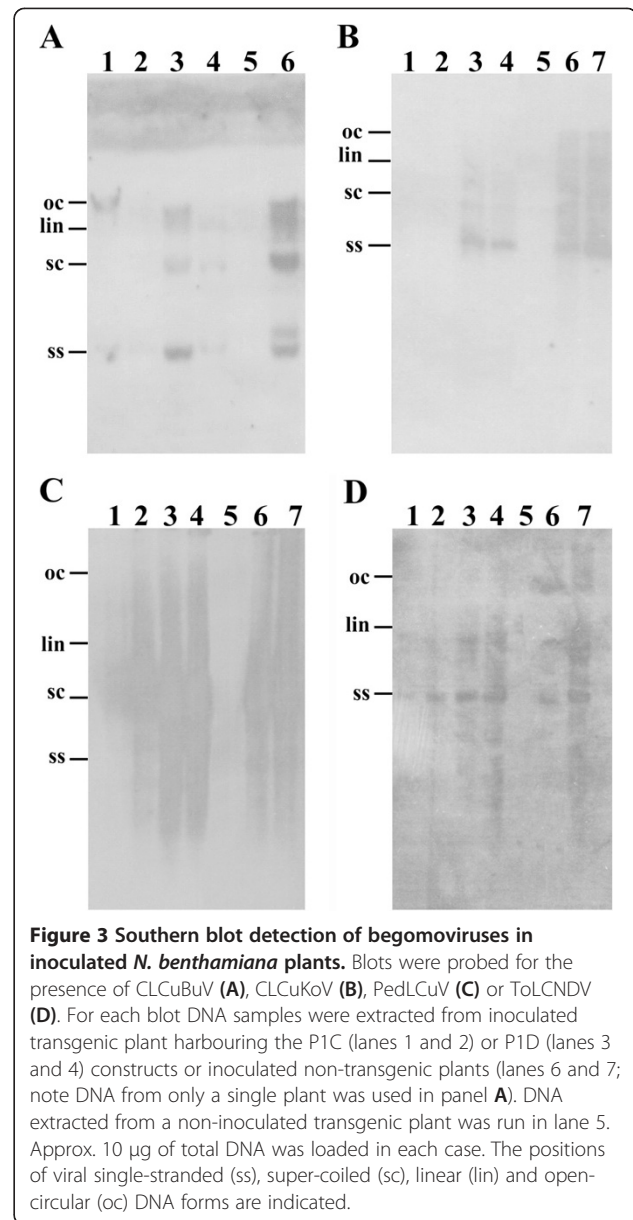 A
1 2 3 4 5 6
oc
lin
sc
ss
B
1 2 3 4 5 6 7
oc
lin
sc
ss
C
1 2 3 4 5 6 7
oc
lin
sc
ss
D
1 2 3 4 5 6 7
oc
lin
ss
Figure 3 Southern blot detection of begomoviruses in
inoculated N. benthamiana plants. Blots were probed for the
presence of CLCuBuV (A), CLCuKoV (B), PedLCuV (C) or ToLCNDV
(D). For each blot DNA samples were extracted from inoculated
transgenic plant harbouring the P1C (lanes 1 and 2) or P1D (lanes 3
and 4) constructs or inoculated non-transgenic plants (lanes 6 and 7;
note DNA from only a single plant was used in panel A). DNA
extracted from a non-inoculated transgenic plant was run in lane 5.
Approx. 10 μg of total DNA was loaded in each case. The positions
of viral single-stranded (ss), super-coiled (sc), linear (lin) and open-
circular (oc) DNA forms are indicated.